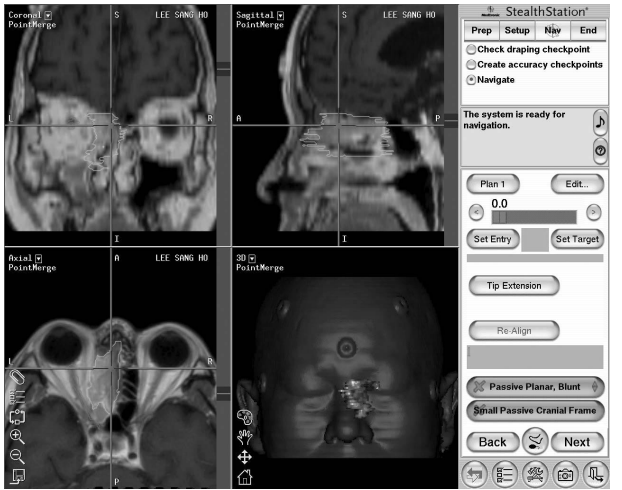 Coronal
S
LEE SANG HO
PointMerge
L
R
I
Sagittal
S
LEE SANG HO
PointMerge
A
P
I
Axial
A
LEE SANG HO
PointMerge
L
R
P
3D
PointMerge
StealthStation®
Prep
Setup
Nav
End
Check draping checkpoint
Create accuracy checkpoints
Navigate
The system is ready for
navigation.
Plan 1
Edit...
0.0
<
>
Set Entry
Set Target
Tip Extension
Re-Align
Passive Planar, Blunt
Small Passive Cranial Frame
Back
Next